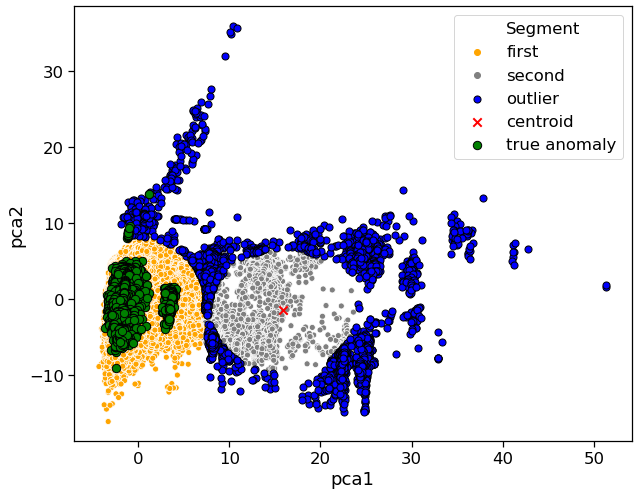 Segment
first
second
outlier
centroid
true anomaly
pca2
30
20
10
0
−10
0 10 20 30 40 50
pca1